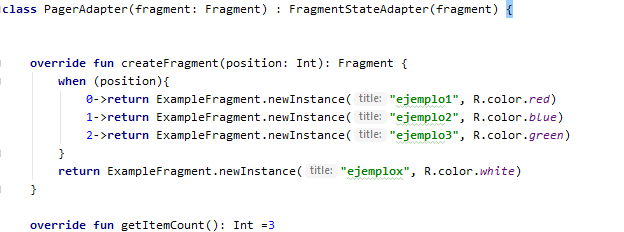 class PagerAdapter(fragment: Fragment) : FragmentStateAdapter(fragment) {
override fun createFragment(position: Int): Fragment {
when (position){
0->return ExampleFragment.newInstance( title: "ejemplo1", R.color.red)
1->return ExampleFragment.newInstance( title: "ejemplo2", R.color.blue)
2->return ExampleFragment.newInstance( title: "ejemplo3", R.color.green)
}
return ExampleFragment.newInstance( title: "ejemplox", R.color.white)
}
override fun getItemCount(): Int =3